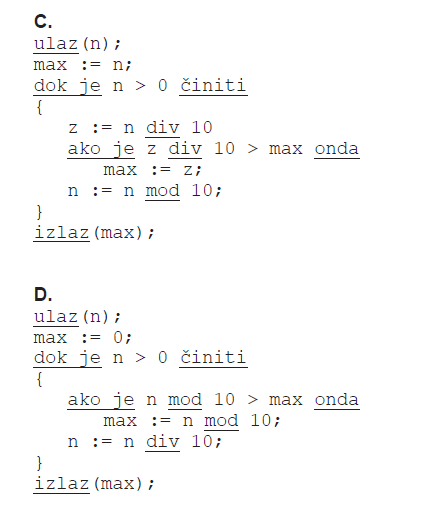 C.
ulaz(n);
max := n;
dok je n > 0 činiti
{
z := n div 10
ako je z div 10 > max onda
max := z;
n := n mod 10;
}
izlaz(max);
D.
ulaz(n);
max := 0;
dok je n > 0 činiti
{
ako je n mod 10 > max onda
max := n mod 10;
n := n div 10;
}
izlaz(max);